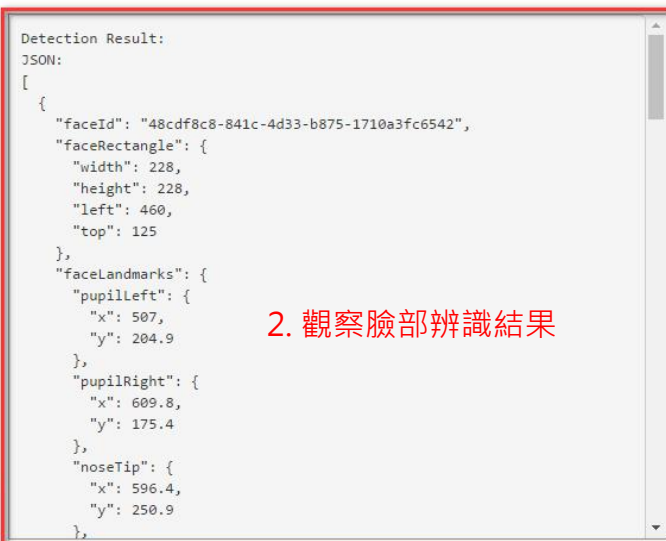 Detection Result:
JSON:
[
  {
    "faceId": "48cdf8c8-841c-4d33-b875-1710a3fc6542",
    "faceRectangle": {
      "width": 228,
      "height": 228,
      "left": 460,
      "top": 125
    },
    "faceLandmarks": {
      "pupilLeft": {
        "x": 507,
        "y": 204.9
      },
      "pupilRight": {
        "x": 609.8,
        "y": 175.4
      },
      "noseTip": {
        "x": 596.4,
        "y": 250.9
      },
2. 觀察臉部辨識結果